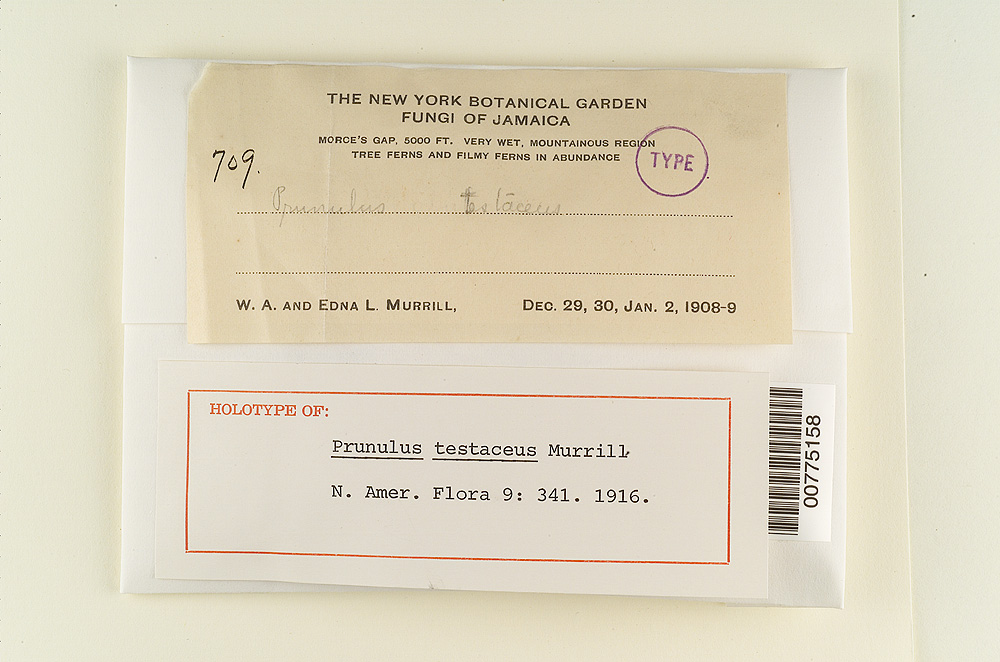 THE NEW YORK BOTANICAL GARDEN
FUNGI OF JAMAICA
MORCE'S GAP, 5000 FT. VERY WET, MOUNTAINOUS REGION
TREE FERNS AND FILMY FERNS IN ABUNDANCE
TYPE
709.
Prunulus testaceus
W. A. AND EDNA L. MURRILL, DEC. 29, 30, JAN. 2, 1908-9
HOLOTYPE OF:
Prunulus testaceus Murrill
N. Amer. Flora 9: 341. 1916.
00775158